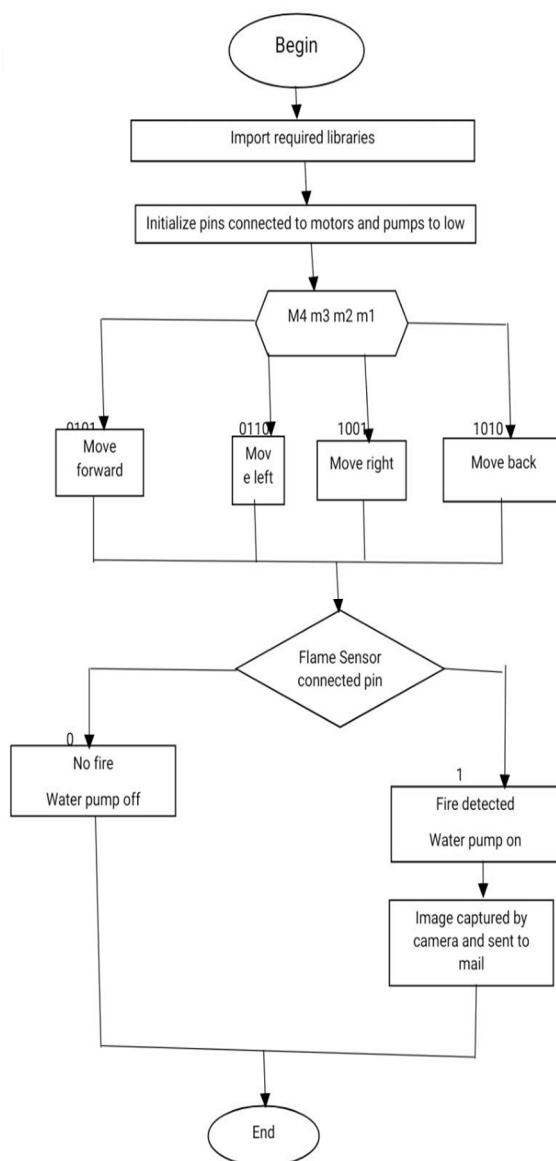 Begin
Import required libraries
Initialize pins connected to motors and pumps to low
M4 m3 m2 m1
0101
Move
forward
0110
Mov
e left
1001
Move right
1010
Move back
Flame Sensor
connected pin
0
No fire
Water pump off
1
Fire detected
Water pump on
Image captured by
camera and sent to
mail
End